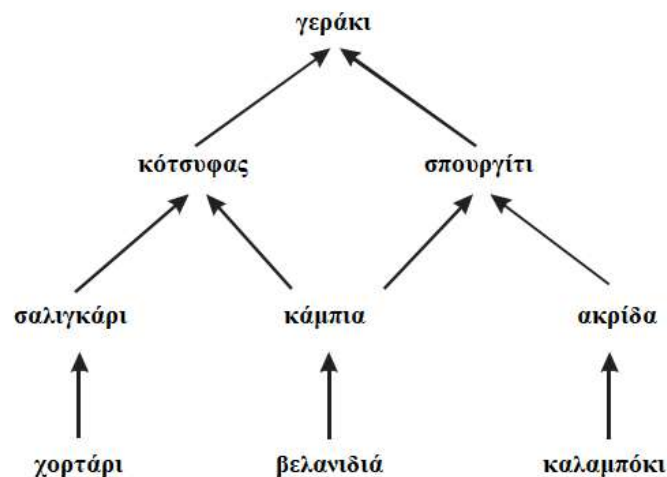 γεράκι
κότσυφας σπουργίτι
σαλιγκάρι κάμπια ακρίδα
χορτάρι βελανιδιά καλαμπόκι